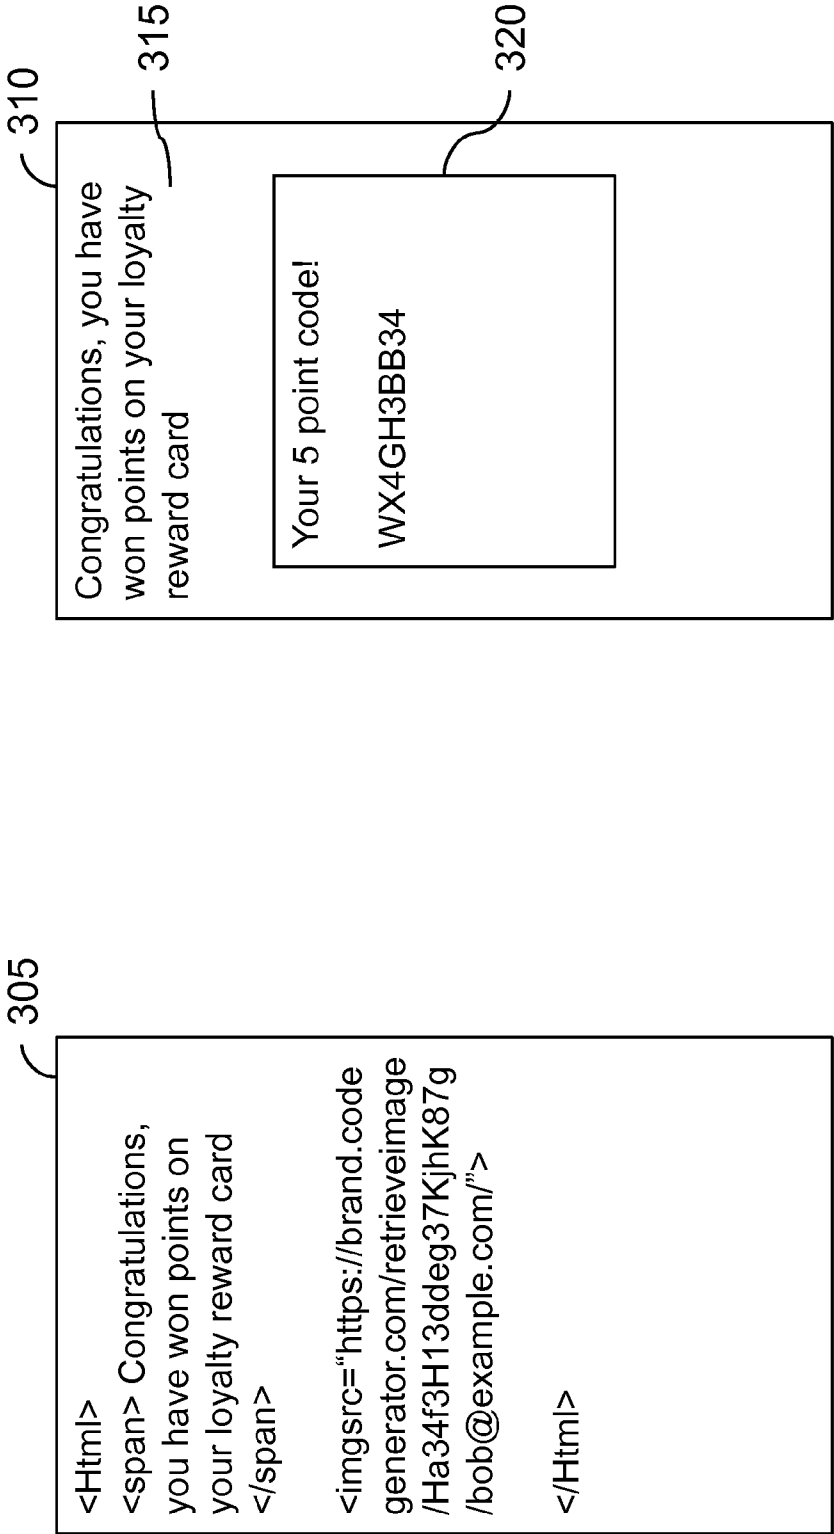 305
<Html>
<span> Congratulations,
you have won points on
your loyalty reward card
</span>
<imgsrc=“https://brand.code
generator.com/retrieveimage
/Ha34f3H13ddeg37KjhK87g
/bob@example.com/”>
</Html>
310
Congratulations, you have
won points on your loyalty
reward card
315
Your 5 point code!
WX4GH3BB34
320